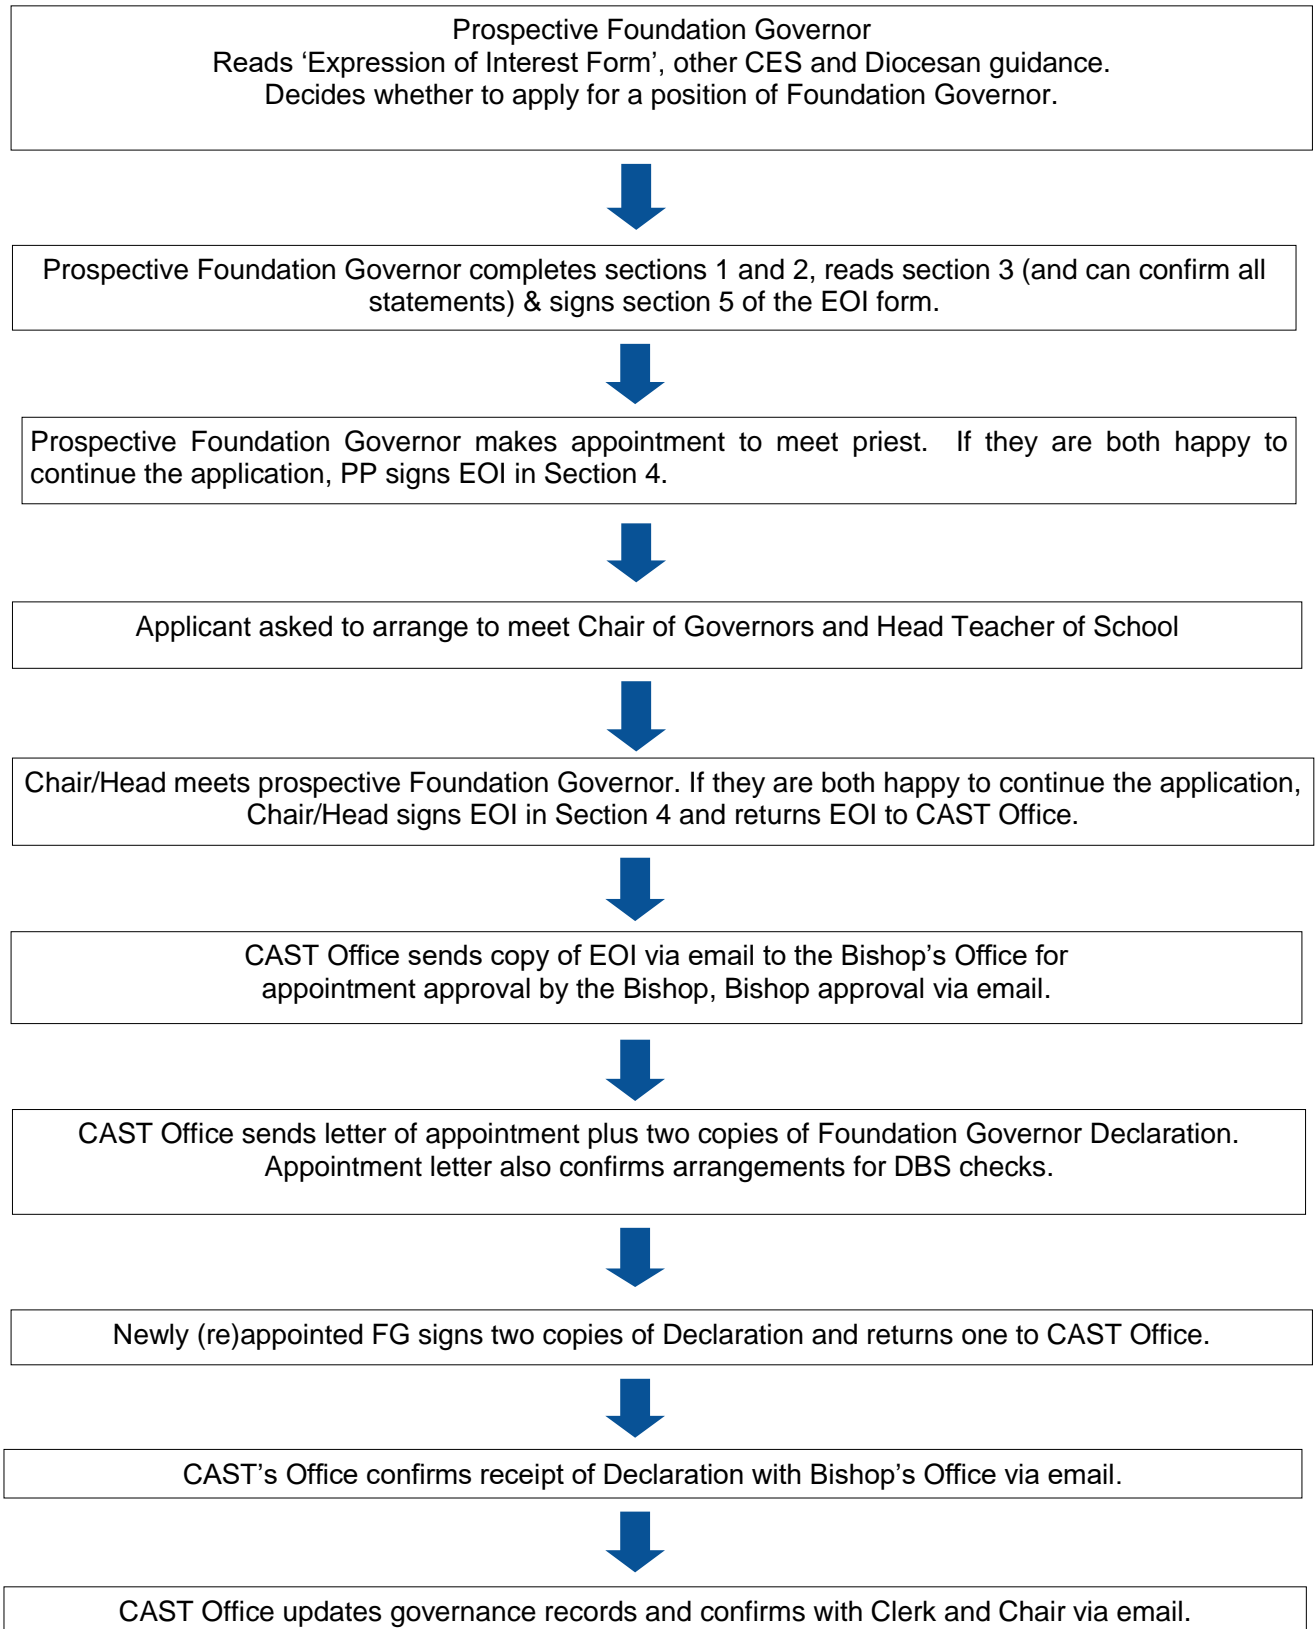 Prospective Foundation Governor
Reads ‘Expression of Interest Form’, other CES and Diocesan guidance.
Decides whether to apply for a position of Foundation Governor.
Prospective Foundation Governor completes sections 1 and 2, reads section 3 (and can confirm all
statements) & signs section 5 of the EOI form.
Prospective Foundation Governor makes appointment to meet priest. If they are both happy to
continue the application, PP signs EOI in Section 4.
Applicant asked to arrange to meet Chair of Governors and Head Teacher of School
Chair/Head meets prospective Foundation Governor. If they are both happy to continue the application,
Chair/Head signs EOI in Section 4 and returns EOI to CAST Office.
CAST Office sends copy of EOI via email to the Bishop’s Office for
appointment approval by the Bishop, Bishop approval via email.
CAST Office sends letter of appointment plus two copies of Foundation Governor Declaration.
Appointment letter also confirms arrangements for DBS checks.
Newly (re)appointed FG signs two copies of Declaration and returns one to CAST Office.
CAST’s Office confirms receipt of Declaration with Bishop’s Office via email.
CAST Office updates governance records and confirms with Clerk and Chair via email.